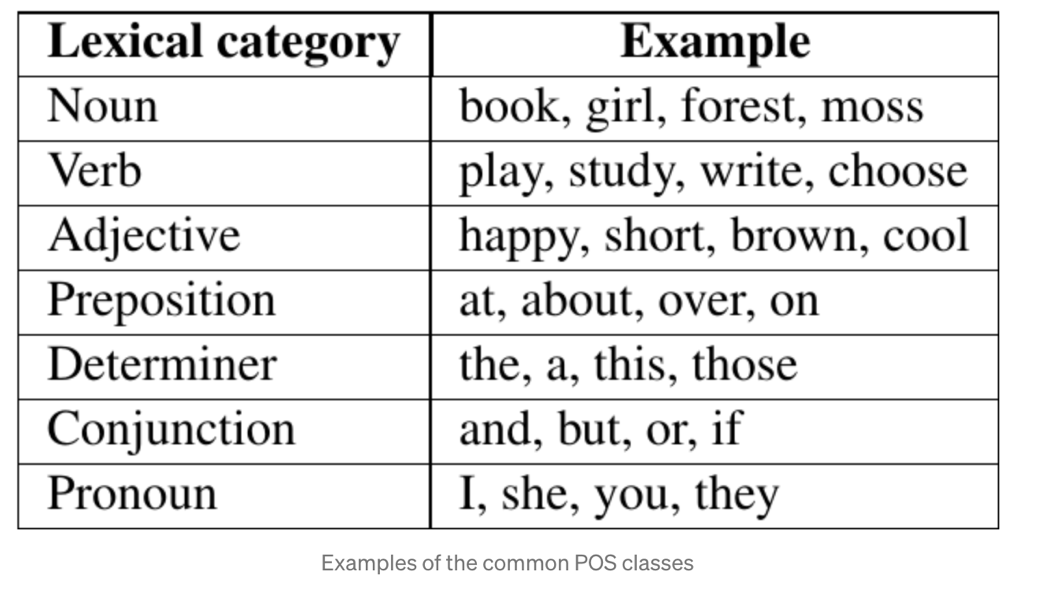 Lexical category Example
Noun book, girl, forest, moss
Verb play, study, write, choose
Adjective happy, short, brown, cool
Preposition at, about, over, on
Determiner the, a, this, those
Conjunction and, but, or, if
Pronoun I, she, you, they
Examples of the common POS classes